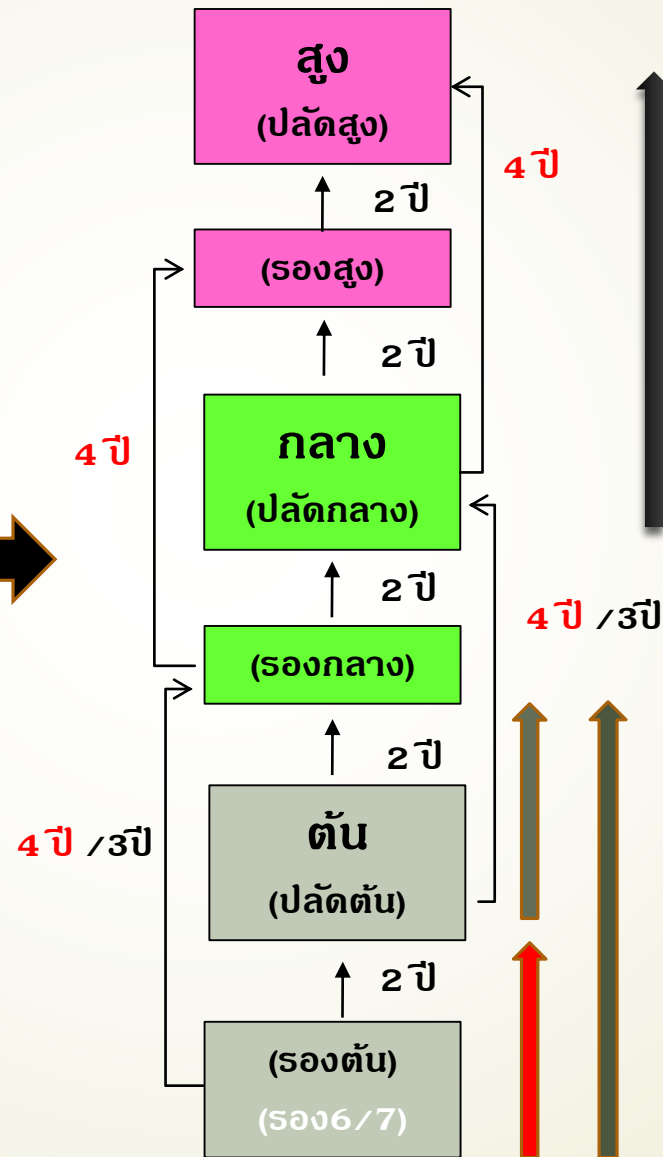 สูง
(ปลัดสูง)
4 ปี
2 ปี
(รองสูง)
2 ปี
4 ปี
กลาง
(ปลัดกลาง)
2 ปี
4 ปี /3ปี
(รองกลาง)
2 ปี
4 ปี /3ปี
ต้น
(ปลัดต้น)
2 ปี
(รองต้น)
(รอง6/7)